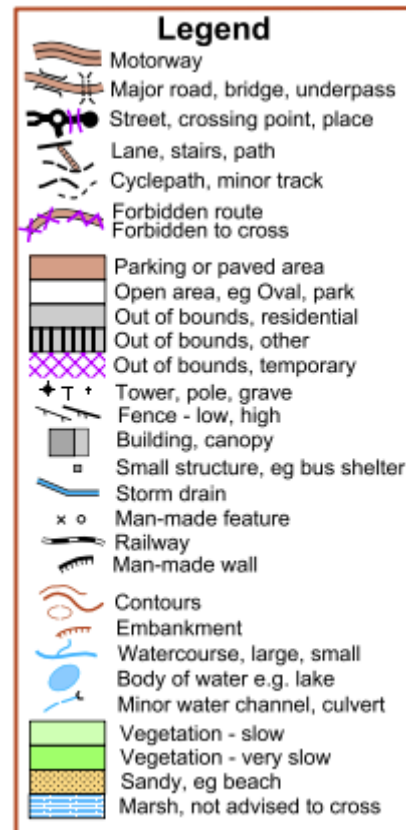 Legend
Motorway
Major road, bridge, underpass
Street, crossing point, place
Lane, stairs, path
Cyclepath, minor track
Forbidden route
Forbidden to cross
Parking or paved area
Open area, eg Oval, park
Out of bounds, residential
Out of bounds, other
Out of bounds, temporary
Tower, pole, grave
Fence - low, high
Building, canopy
Small structure, eg bus shelter
Storm drain
Man-made feature
Railway
Man-made wall
Contours
Embankment
Watercourse, large, small
Body of water e.g. lake
Minor water channel, culvert
Vegetation - slow
Vegetation - very slow
Sandy, eg beach
Marsh, not advised to cross